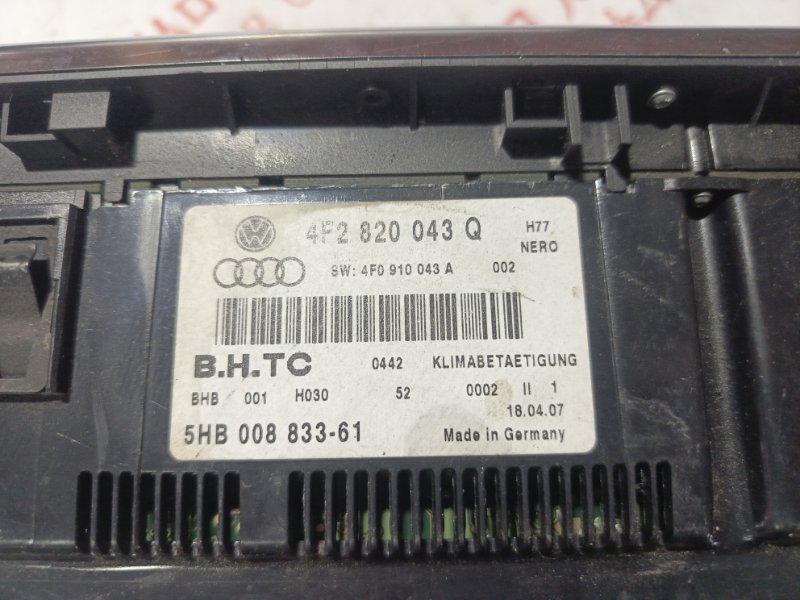 4F2 820 043 Q H77
NERO
SW: 4F0 910 043 A 002
B.H.TC 0442 KLIMABETAETIGUNG
BHB 001 H030 52 0002 II 1
18.04.07
5HB 008 833-61 Made in Germany